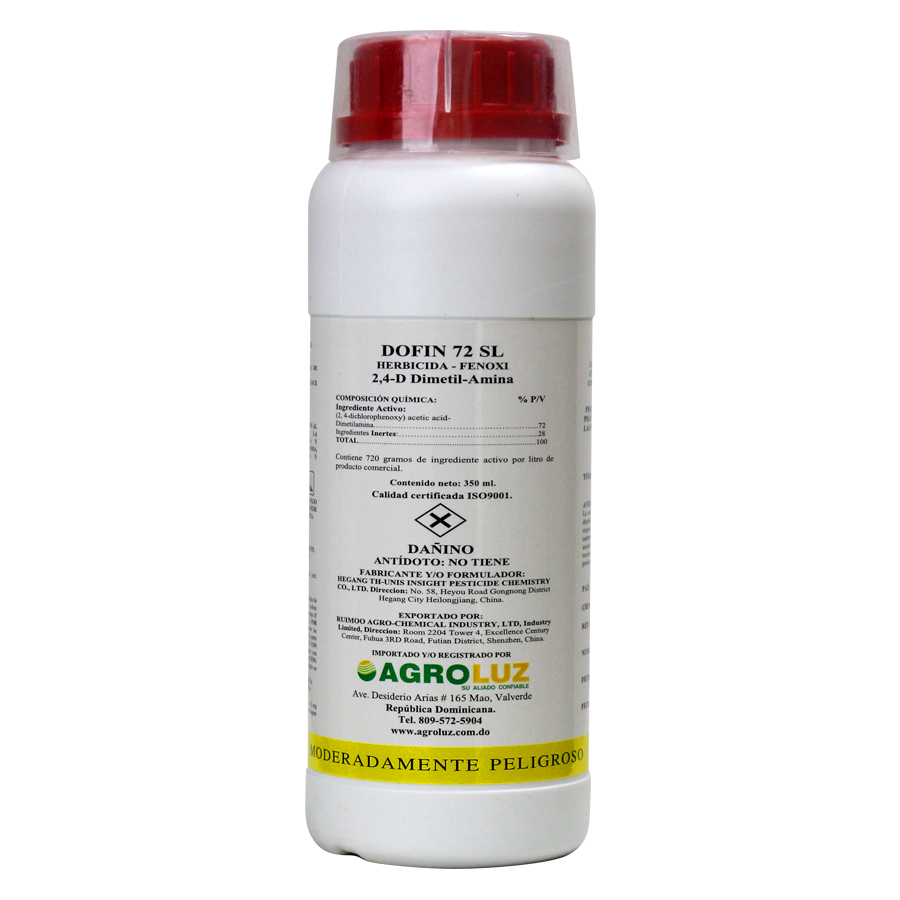 DOFIN 72 SL
HERBICIDA - FENOXI
2,4-D Dimetil-Amina
COMPOSICIÓN QUÍMICA: % P/V
Ingrediente Activo:
(2, 4-dichlorophenoxy) acetic acid-
Dimetilamina.......................................................72
Ingredientes Inertes:................................................28
TOTAL...............................................................100
Contiene 720 gramos de ingrediente activo por litro de
producto comercial.
Contenido neto: 350 ml.
Calidad certificada ISO9001.
DAÑINO
ANTÍDOTO: NO TIENE
FABRICANTE Y/O FORMULADOR:
HEGANG TH-UNIS INSIGHT PESTICIDE CHEMISTRY
CO., LTD. Direccion: No. 58, Heyou Road Gongnong District
Hegang City Heilongjiang, China.
EXPORTADO POR:
RUIMOO AGRO-CHEMICAL INDUSTRY, LTD, Industry
Limited, Direccion: Room 2204 Tower 4, Excellence Century
Center, Fuhua 3RD Road, Futian District, Shenzhen, China.
IMPORTADO Y/O REGISTRADO POR
AGROLUZ
SU ALIADO CONFIABLE
Ave. Desiderio Arias # 165 Mao, Valverde
República Dominicana.
Tel. 809-572-5904
www.agroluz.com.do
MODERADAMENTE PELIGROSO